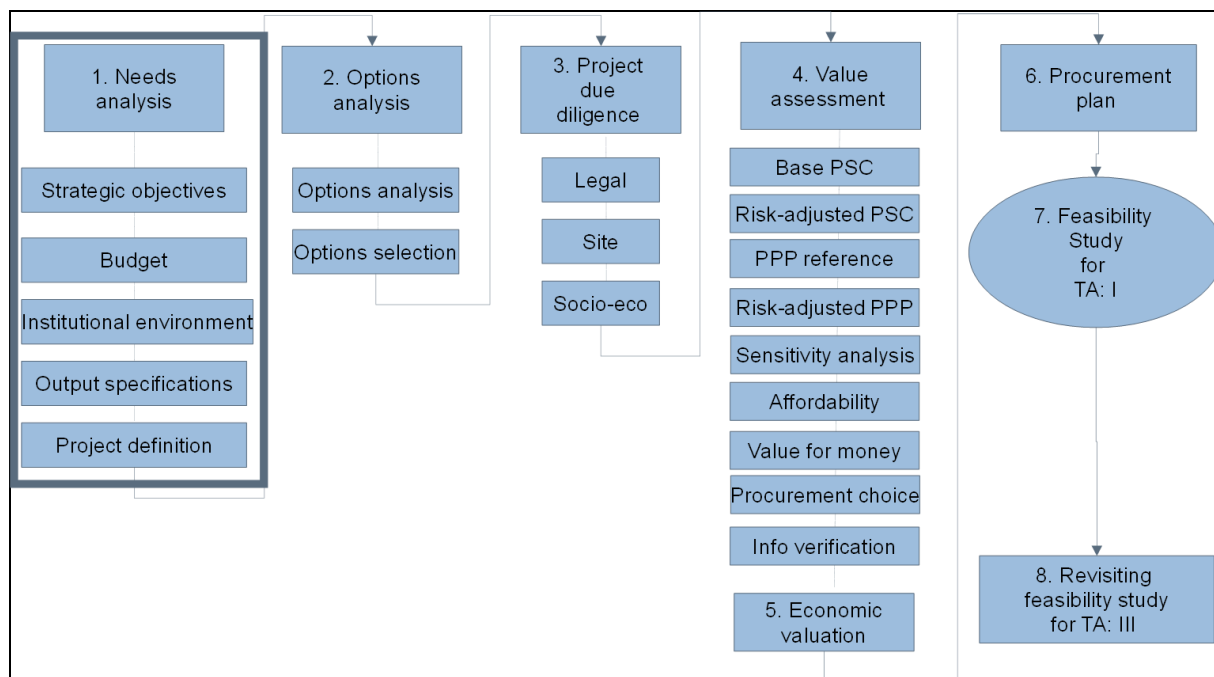 1. Needs
analysis
Strategic objectives
Budget
Institutional environment
Output specifications
Project definition
2. Options
analysis
Options analysis
Options selection
3. Project
due
diligence
Legal
Site
Socio-eco
4. Value
assessment
Base PSC
Risk-adjusted PSC
PPP reference
Risk-adjusted PPP
Sensitivity analysis
Affordability
Value for money
Procurement choice
Info verification
5. Economic
valuation
6. Procurement
plan
7. Feasibility
Study
for
TA: I
8. Revisiting
feasibility study
for TA: III